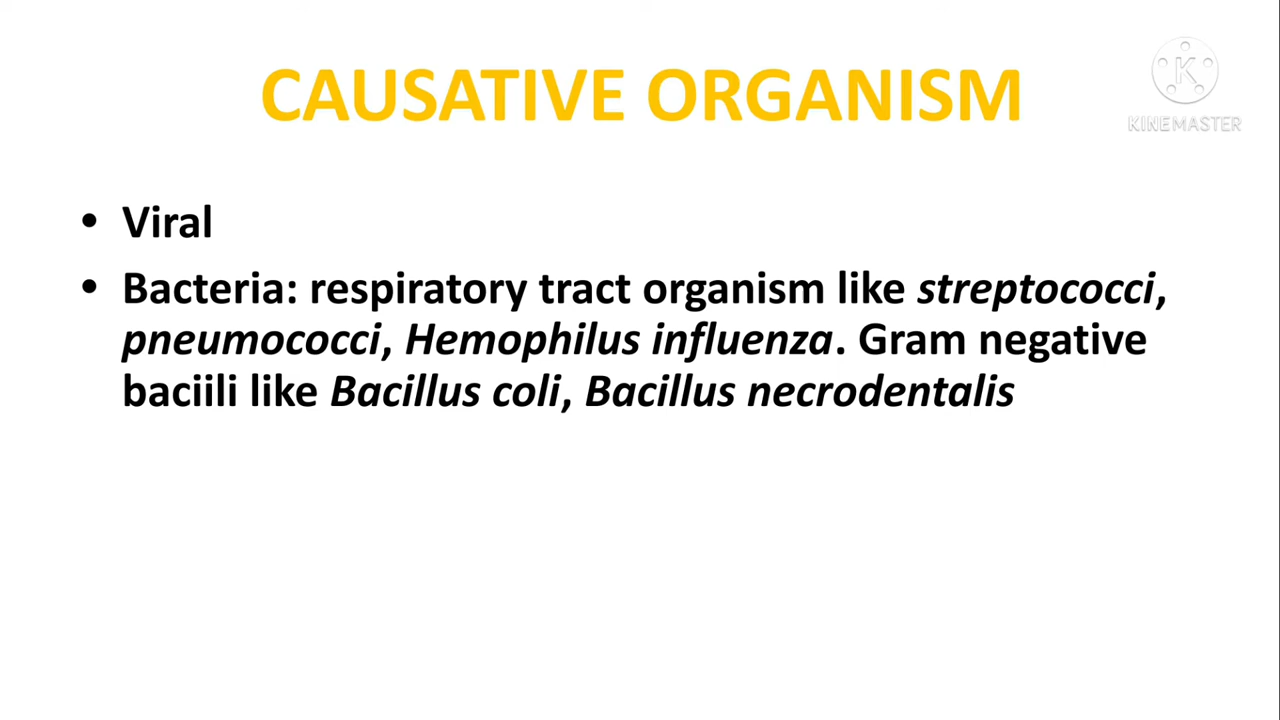 CAUSATIVE ORGANISM
K
KINEMASTER
• Viral
• Bacteria: respiratory tract organism like streptococci,
pneumococci, Hemophilus influenza. Gram negative
baciili like Bacillus coli, Bacillus necrodentalis